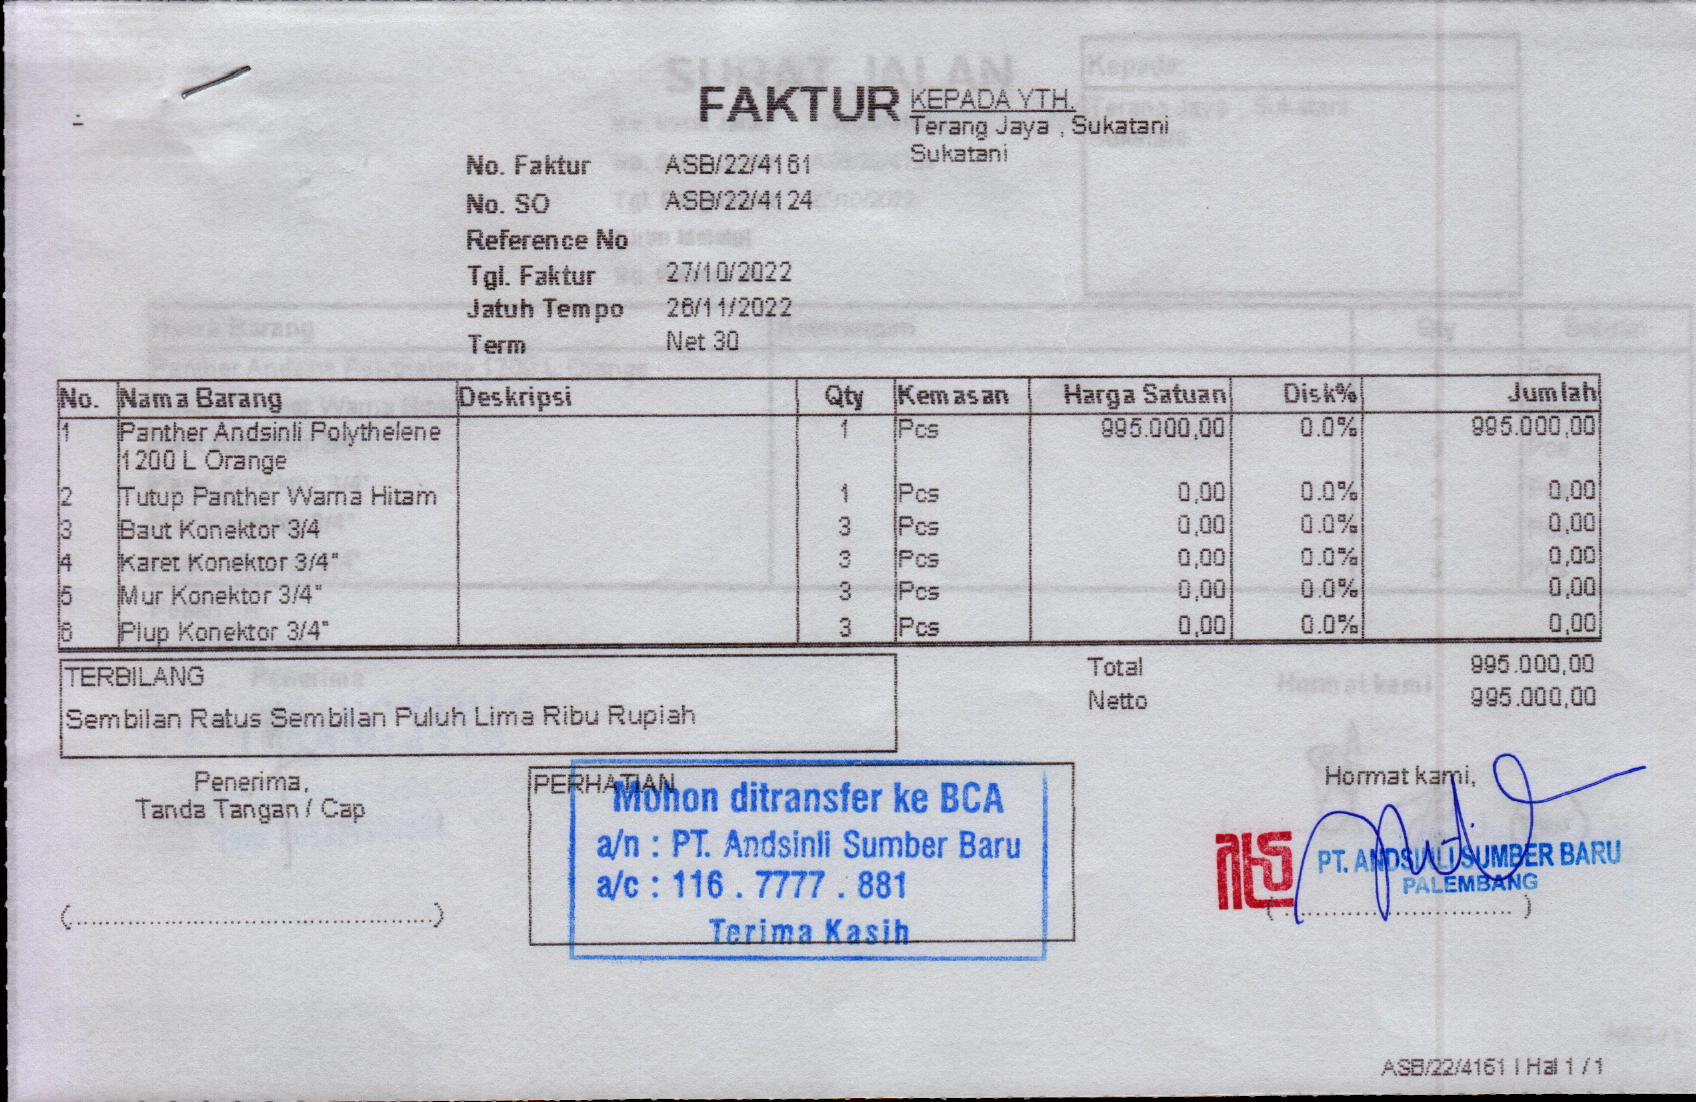 FAKTUR
KEPADA YTH.
Terang Jaya , Sukatani
Sukatani
No. Faktur ASB/22/4161
No. SO ASB/22/4124
Reference No
Tgl. Faktur 27/10/2022
Jatuh Tempo 26/11/2022
Term Net 30
No. Nama Barang Deskripsi Qty Kemasan Harga Satuan Disk% Jumlah
1 Panther Andsinli Polythelene 1 Pcs 995.000,00 0.0% 995.000,00
1200 L Orange
2 Tutup Panther Warna Hitam 1 Pcs 0,00 0.0% 0,00
3 Baut Konektor 3/4 3 Pcs 0,00 0.0% 0,00
4 Karet Konektor 3/4" 3 Pcs 0,00 0.0% 0,00
5 Mur Konektor 3/4" 3 Pcs 0,00 0.0% 0,00
6 Plup Konektor 3/4" 3 Pcs 0,00 0.0% 0,00
TERBILANG
Sembilan Ratus Sembilan Puluh Lima Ribu Rupiah
Total 995.000,00
Netto 995.000,00
Penerima,
Tanda Tangan / Cap
(........................................)
PERHATIAN
Mohon ditransfer ke BCA
a/n : PT. Andsinli Sumber Baru
a/c : 116 . 7777 . 881
Terima Kasih
Hormat kami,
PT. ANDSINLI SUMBER BARU
PALEMBANG
(..............................)
ASB/22/4161 | Hal 1 / 1